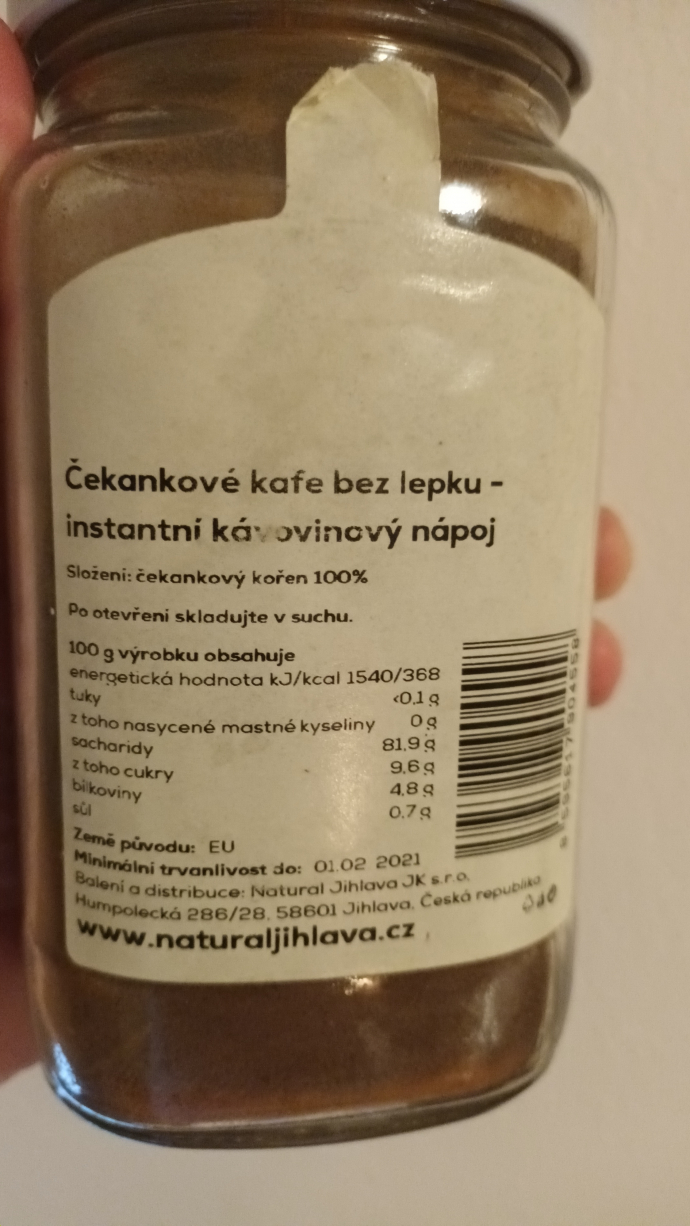 Čekankové kafe bez lepku -
instantní kávovinový nápoj
Složení: čekankový kořen 100%
Po otevření skladujte v suchu.
100 g výrobku obsahuje
energetická hodnota kJ/kcal 1540/368
tuky <0,1 g
z toho nasycené mastné kyseliny 0 g
sacharidy 81,9 g
z toho cukry 9,6 g
bílkoviny 4,8 g
sůl 0,7 g
Země původu: EU
Minimální trvanlivost do: 01.02 2021
Balení a distribuce: Natural Jihlava JK s.r.o.
Humpolecká 286/28, 58601 Jihlava, Česká republika
www.naturaljihlava.cz